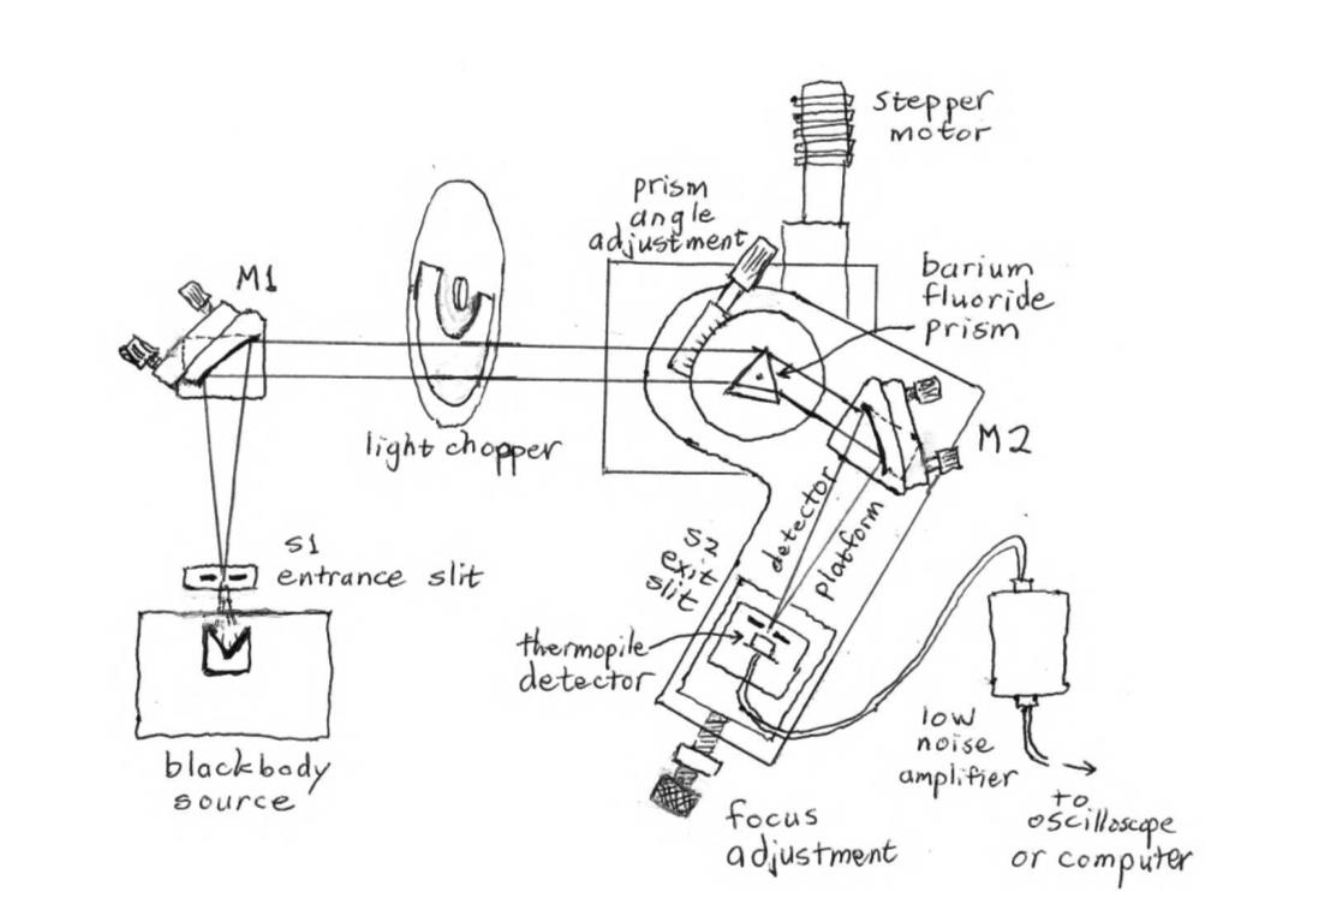 stepper
motor
prism
angle
adjustment
M1
barium
fluoride
prism
light chopper
M2
S1
entrance slit
S2
exit
slit
detector
platform
thermopile
detector
blackbody
source
low
noise
amplifier
focus
adjustment
to
oscilloscope
or computer